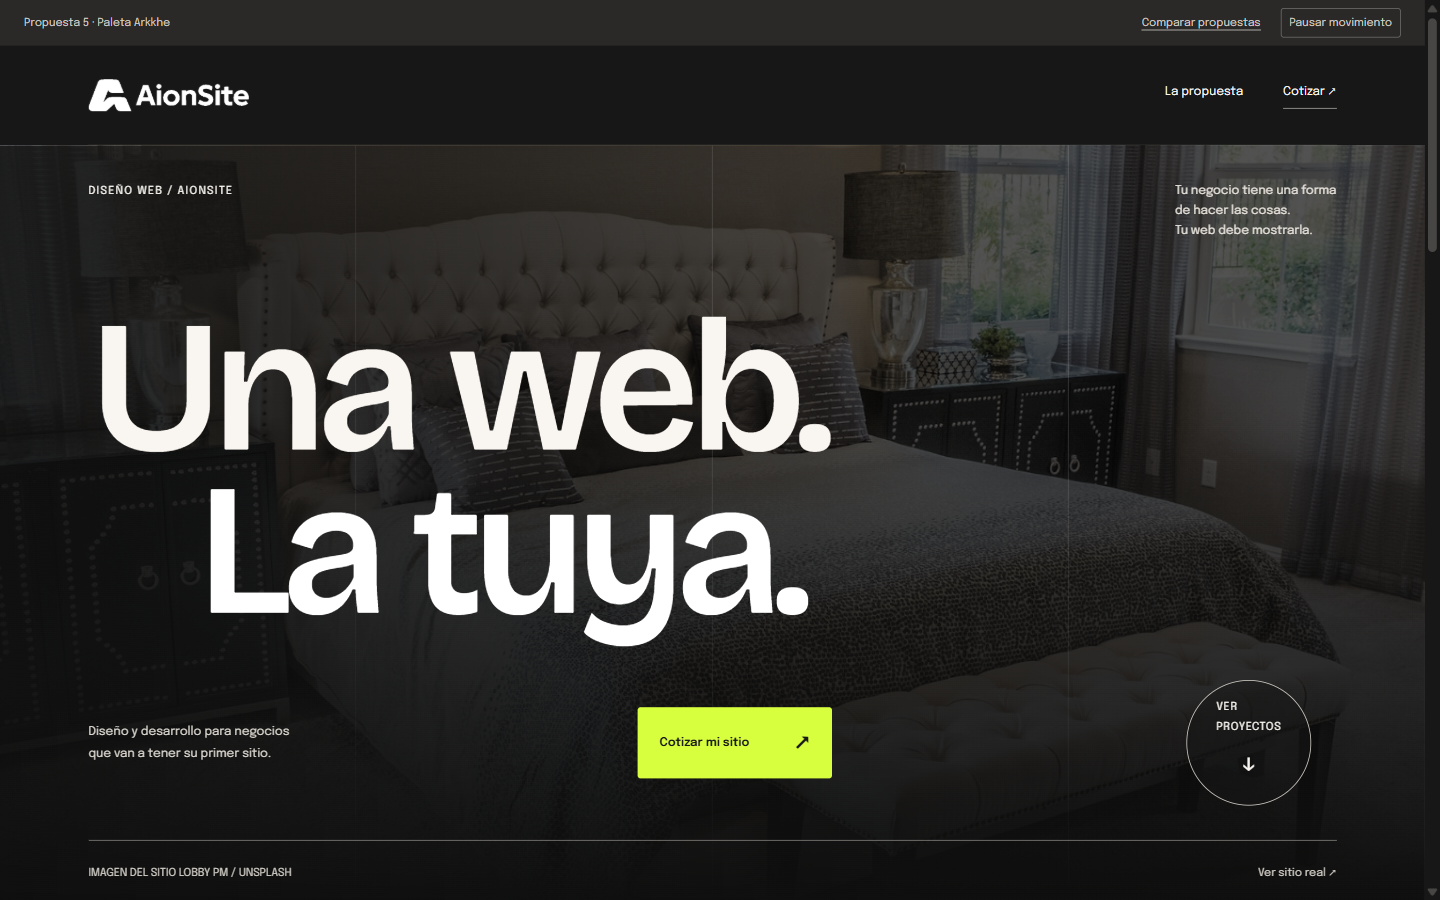 Propuesta 5 · Paleta Arkkhe
Comparar propuestas
Pausar movimiento
AionSite
La propuesta
Cotizar ↗
DISEÑO WEB / AIONSITE
Tu negocio tiene una forma
de hacer las cosas.
Tu web debe mostrarla.
Una web.
La tuya.
Diseño y desarrollo para negocios
que van a tener su primer sitio.
Cotizar mi sitio ↗
VER
PROYECTOS
↓
IMAGEN DEL SITIO LOBBY PM / UNSPLASH
Ver sitio real ↗